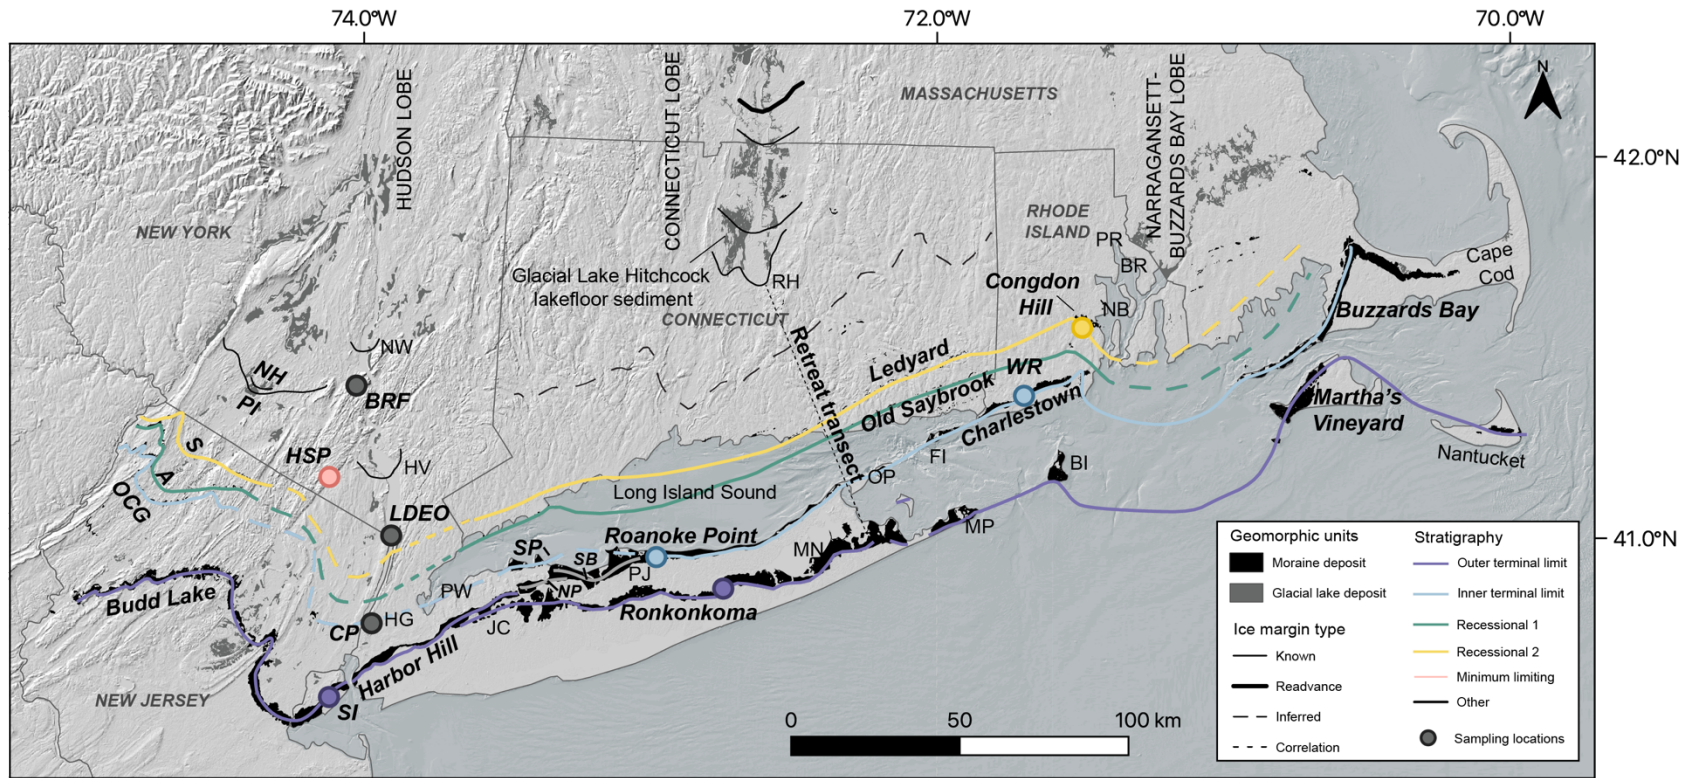 74.0°W
72.0°W
70.0°W
42.0°N
41.0°N
N
HUDSON LOBE
CONNECTICUT LOBE
NARRAGANSETT-
BUZZARDS BAY LOBE
MASSACHUSETTS
NEW YORK
RHODE
ISLAND
CONNECTICUT
NEW JERSEY
PR
BR
NB
Cape
Cod
Glacial Lake Hitchcock
lakefloor sediment
RH
Congdon
Hill
Buzzards Bay
Retreat transect
NW
NH
PI
BRF
Ledyard
WR
Old Saybrook
Charlestown
Martha's
Vineyard
Nantucket
S
A
OCG
HSP
HV
FI
BI
OP
Long Island Sound
LDEO
Roanoke Point
MP
SP
SB
PJ
MN
NP
PW
Budd Lake
Ronkonkoma
CP
HG
JC
Harbor Hill
SI
0
50
100 km
Geomorphic units
Moraine deposit
Glacial lake deposit
Ice margin type
Known
Readvance
Inferred
Correlation
Stratigraphy
Outer terminal limit
Inner terminal limit
Recessional 1
Recessional 2
Minimum limiting
Other
Sampling locations